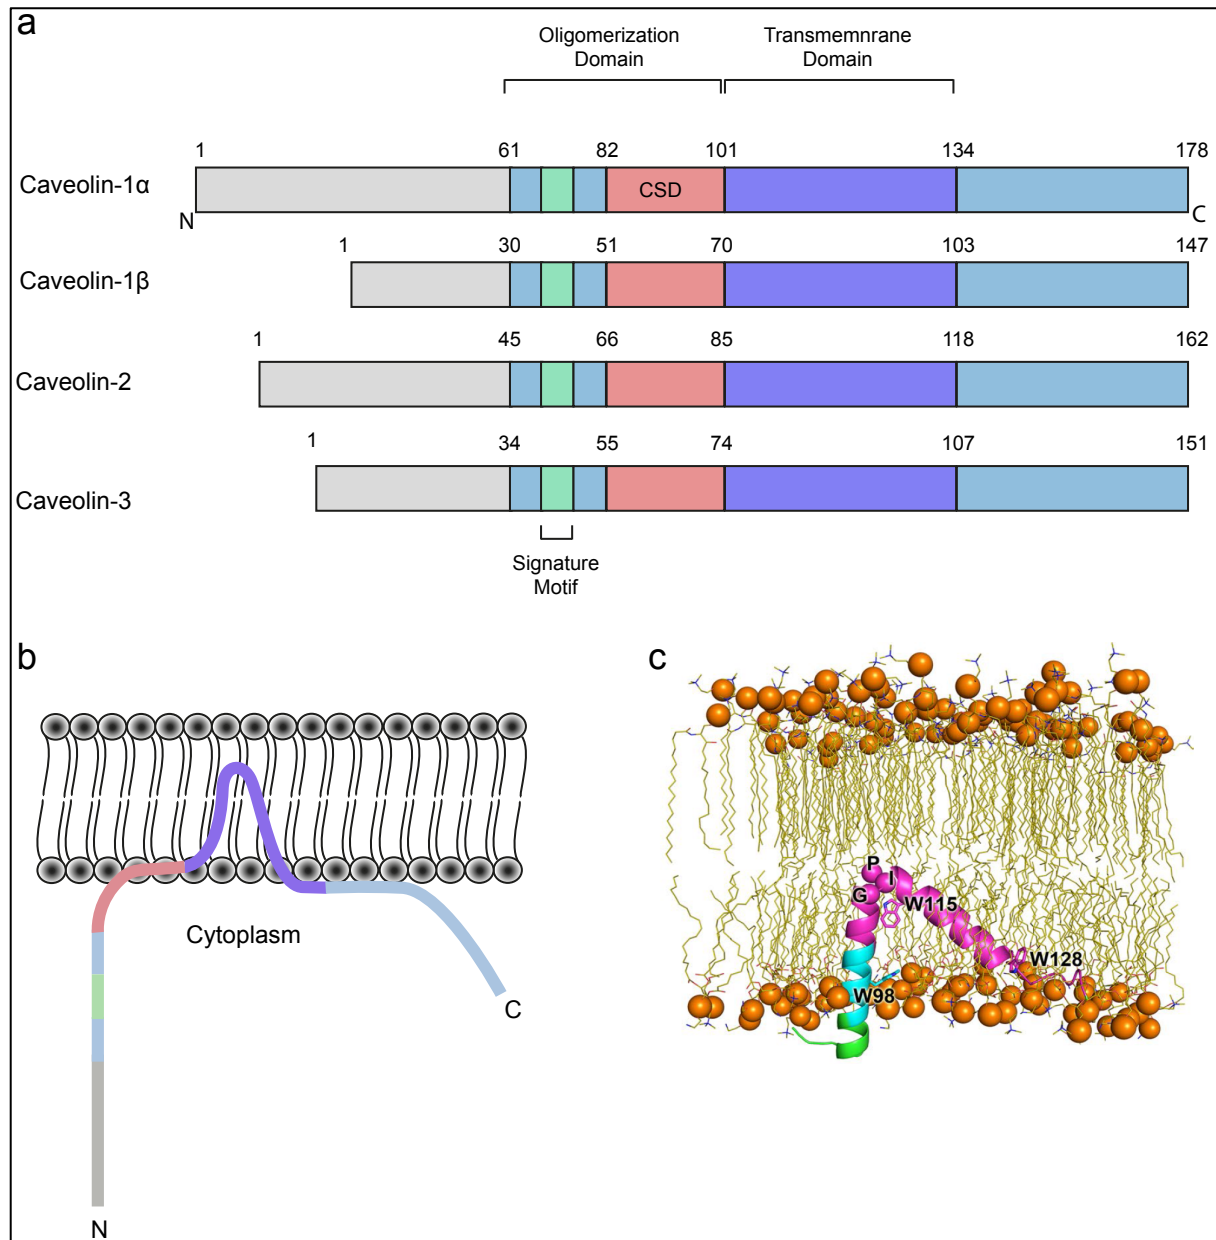 a
Oligomerization
Domain
Transmemnrane
Domain
1 61 82 101 134 178
Caveolin-1α
CSD
N
C
1 30 51 70 103 147
Caveolin-1β
1 45 66 85 118 162
Caveolin-2
1 34 55 74 107 151
Caveolin-3
Signature
Motif
b
Cytoplasm
C
N
c
P
I
G
W115
W128
W98